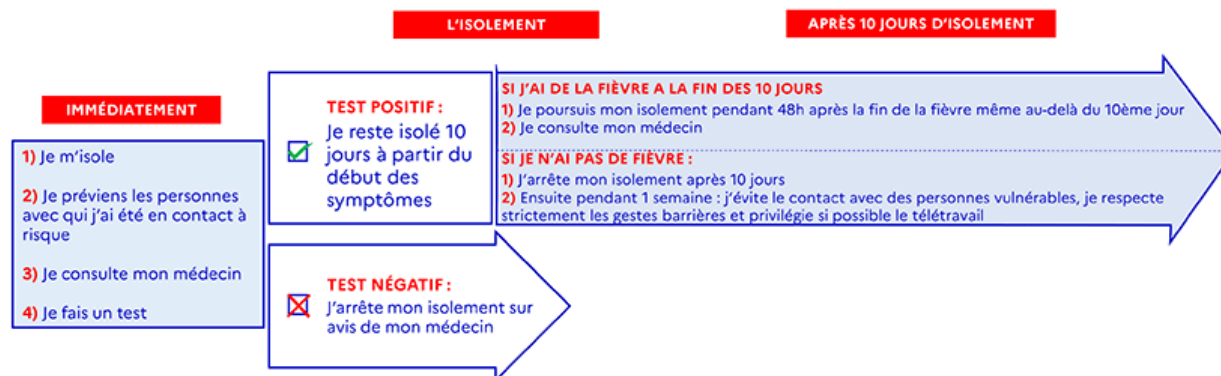 L'ISOLEMENT
APRÈS 10 JOURS D'ISOLEMENT
IMMÉDIATEMENT
1) Je m'isole
2) Je préviens les personnes
avec qui j'ai été en contact à
risque
3) Je consulte mon médecin
4) Je fais un test
TEST POSITIF :
Je reste isolé 10
jours à partir du
début des
symptômes
SI J'AI DE LA FIÈVRE A LA FIN DES 10 JOURS
1) Je poursuis mon isolement pendant 48h après la fin de la fièvre même au-delà du 10ème jour
2) Je consulte mon médecin
SI JE N'AI PAS DE FIÈVRE :
1) J'arrête mon isolement après 10 jours
2) Ensuite pendant 1 semaine : j'évite le contact avec des personnes vulnérables, je respecte
strictement les gestes barrières et privilégie si possible le télétravail
TEST NÉGATIF :
J'arrête mon isolement sur
avis de mon médecin